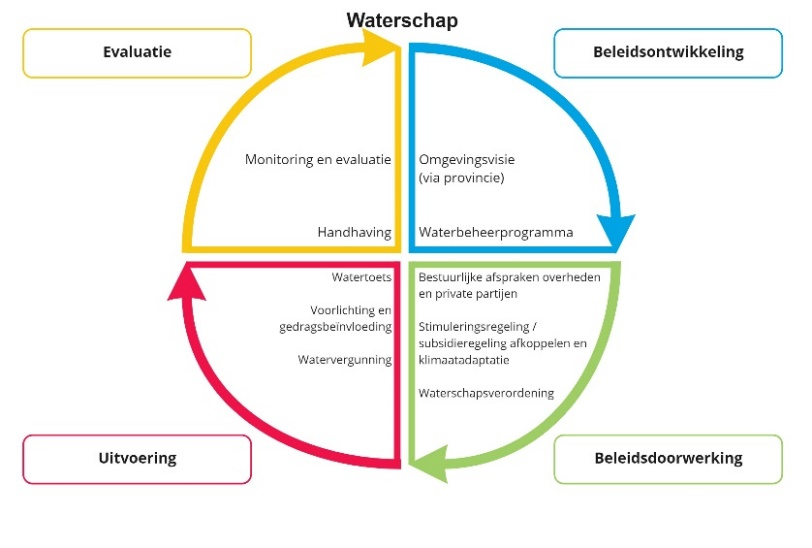 Waterschap
Evaluatie
Beleidsontwikkeling
Monitoring en evaluatie
Handhaving
Omgevingsvisie
(via provincie)
Waterbeheerprogramma
Watertoets
Voorlichting en
gedragsbeïnvloeding
Watervergunning
Bestuurlijke afspraken overheden
en private partijen
Stimuleringsregeling /
subsidieregeling afkoppelen en
klimaatadaptatie
Waterschapsverordening
Uitvoering
Beleidsdoorwerking